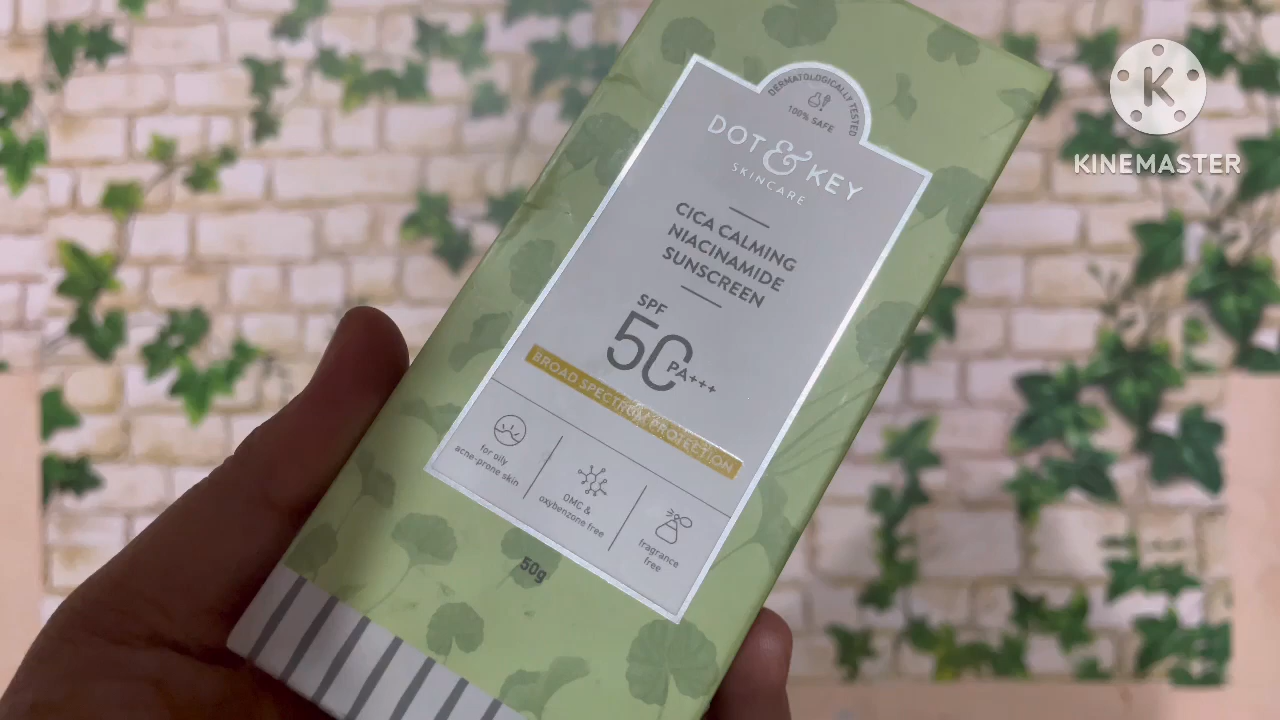 DERMATOLOGICALLY TESTED
100% SAFE
DOT & KEY
SKINCARE
CICA CALMING
NIACINAMIDE
SUNSCREEN
SPF
50 PA+++
BROAD SPECTRUM PROTECTION
for oily
acne-prone skin
OMC &
oxybenzone free
fragrance
free
50g
K
KINEMASTER